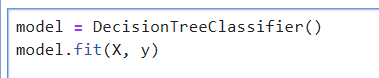 model = DecisionTreeClassifier()
model.fit(X, y)